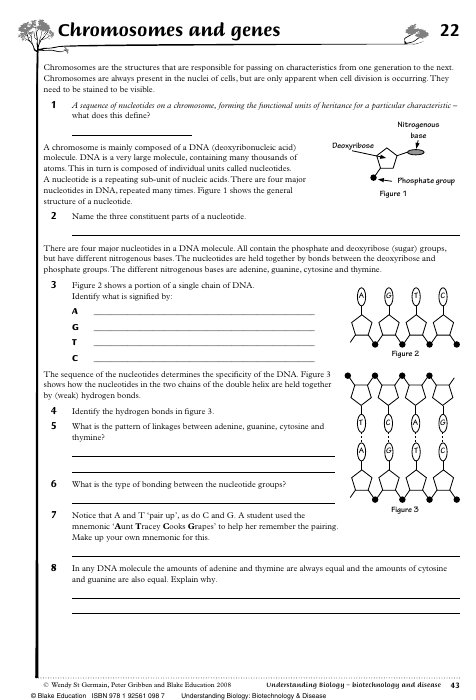 Chromosomes and genes 22
Chromosomes are the structures that are responsible for passing on characteristics from one generation to the next.
Chromosomes are always present in the nuclei of cells, but are only apparent when cell division is occurring. They
need to be stained to be visible.
1 A sequence of nucleotides on a chromosome, forming the functional units of heritance for a particular characteristic –
what does this define?
A chromosome is mainly composed of a DNA (deoxyribonucleic acid)
molecule. DNA is a very large molecule, containing many thousands of
atoms. This in turn is composed of individual units called nucleotides.
A nucleotide is a repeating sub-unit of nucleic acids. There are four major
nucleotides in DNA, repeated many times. Figure 1 shows the general
structure of a nucleotide.
Nitrogenous
base
Deoxyribose
Phosphate group
Figure 1
2 Name the three constituent parts of a nucleotide.
There are four major nucleotides in a DNA molecule. All contain the phosphate and deoxyribose (sugar) groups,
but have different nitrogenous bases. The nucleotides are held together by bonds between the deoxyribose and
phosphate groups. The different nitrogenous bases are adenine, guanine, cytosine and thymine.
3 Figure 2 shows a portion of a single chain of DNA.
Identify what is signified by:
A
G
T
C
A G T C
Figure 2
The sequence of the nucleotides determines the specificity of the DNA. Figure 3
shows how the nucleotides in the two chains of the double helix are held together
by (weak) hydrogen bonds.
4 Identify the hydrogen bonds in figure 3.
5 What is the pattern of linkages between adenine, guanine, cytosine and
thymine?
T C A G
A G T C
Figure 3
6 What is the type of bonding between the nucleotide groups?
7 Notice that A and T ‘pair up’, as do C and G. A student used the
mnemonic ‘Aunt Tracey Cooks Grapes’ to help her remember the pairing.
Make up your own mnemonic for this.
8 In any DNA molecule the amounts of adenine and thymine are always equal and the amounts of cytosine
and guanine are also equal. Explain why.
© Wendy St Germain, Peter Gribben and Blake Education 2008 Understanding Biology – biotechnology and disease 43
© Blake Education ISBN 978 1 92561 098 7 Understanding Biology: Biotechnology & Disease